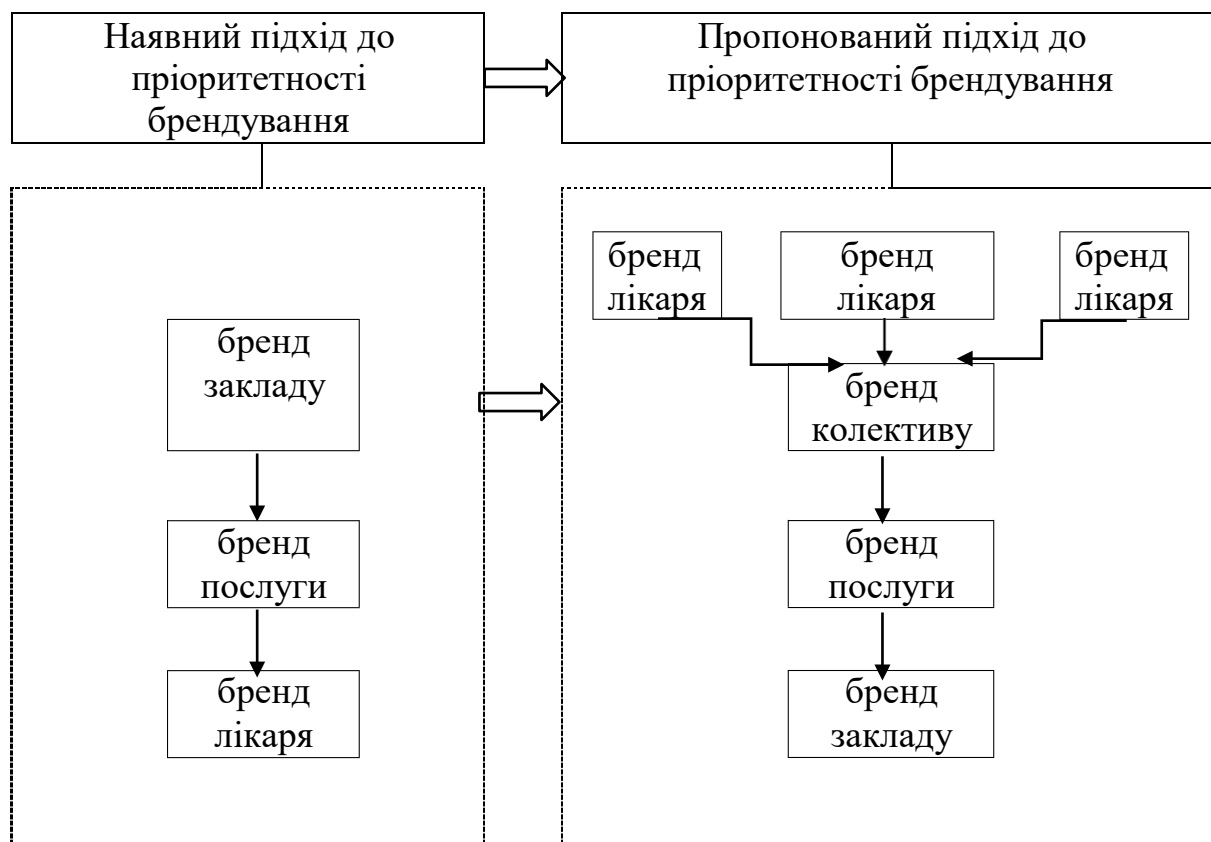 Наявний підхід до
пріоритетності
брендування
Пропонований підхід до
пріоритетності брендування
бренд
закладу
бренд
послуги
бренд
лікаря
бренд
лікаря
бренд
лікаря
бренд
лікаря
бренд
колективу
бренд
послуги
бренд
закладу